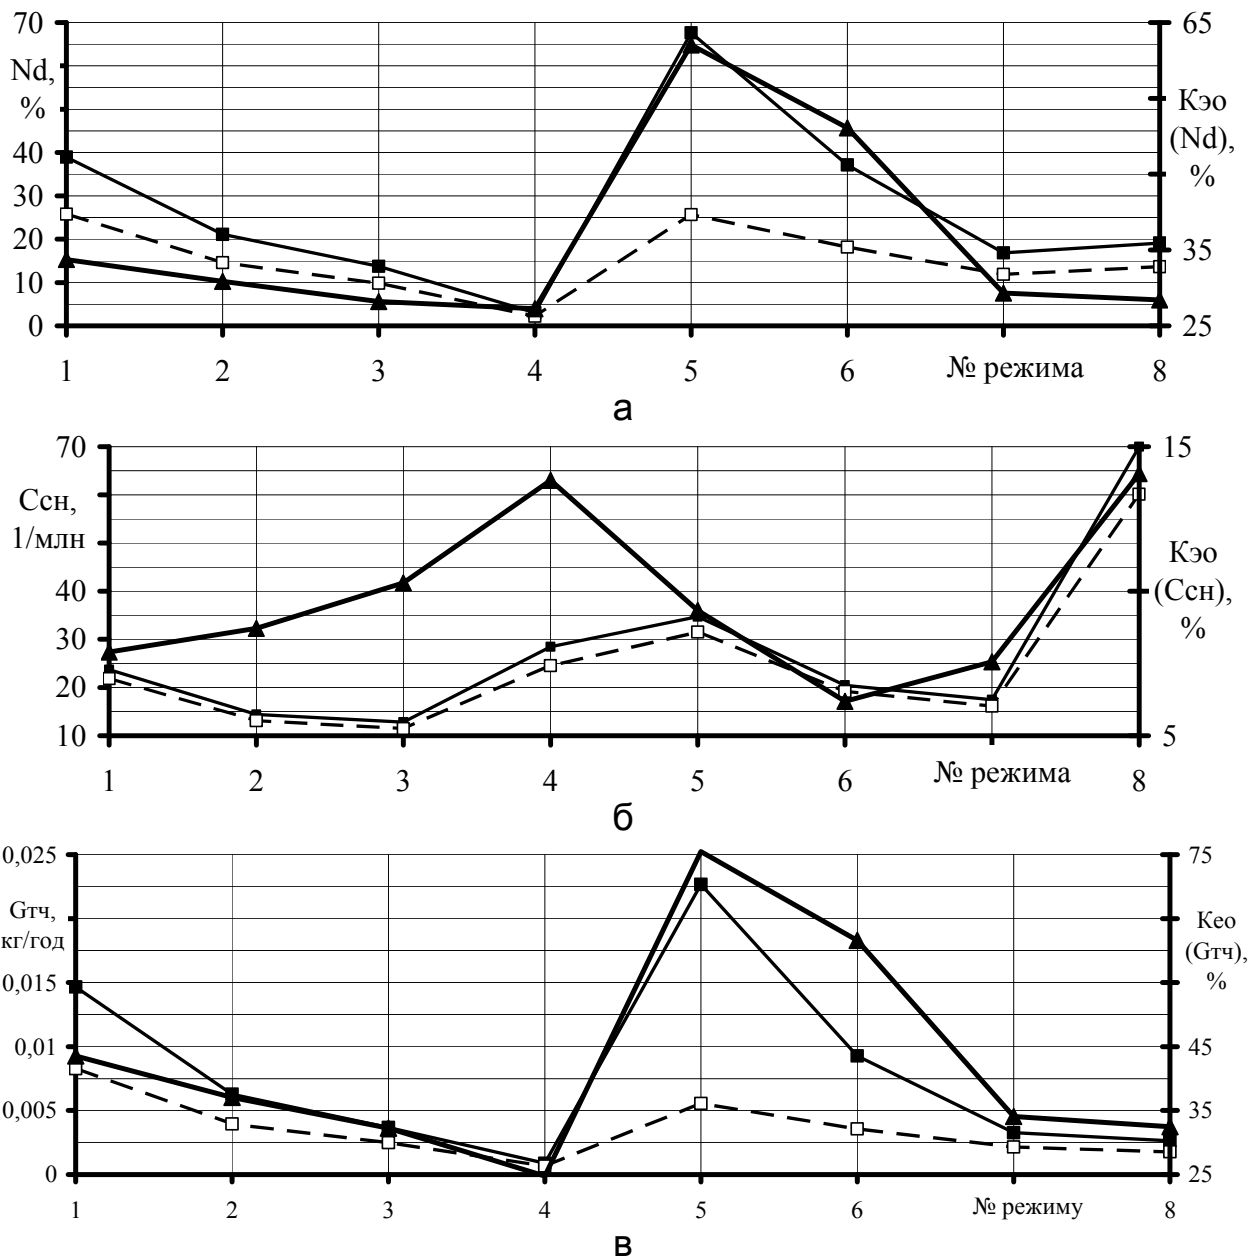 70
65
Nd,
%
Кэо
(Nd),
%
40
30
20
35
10
0
25
1 2 3 4 5 6 № режима 8
а
70
15
Ссн,
1/млн
Кэо
(Ссн),
%
40
30
20
10
5
1 2 3 4 5 6 № режима 8
б
0,025
75
Gтч,
кг/год
Кео
(Gтч),
%
0,015
0,01
45
0,005
35
0
25
1 2 3 4 5 6 № режиму 8
в